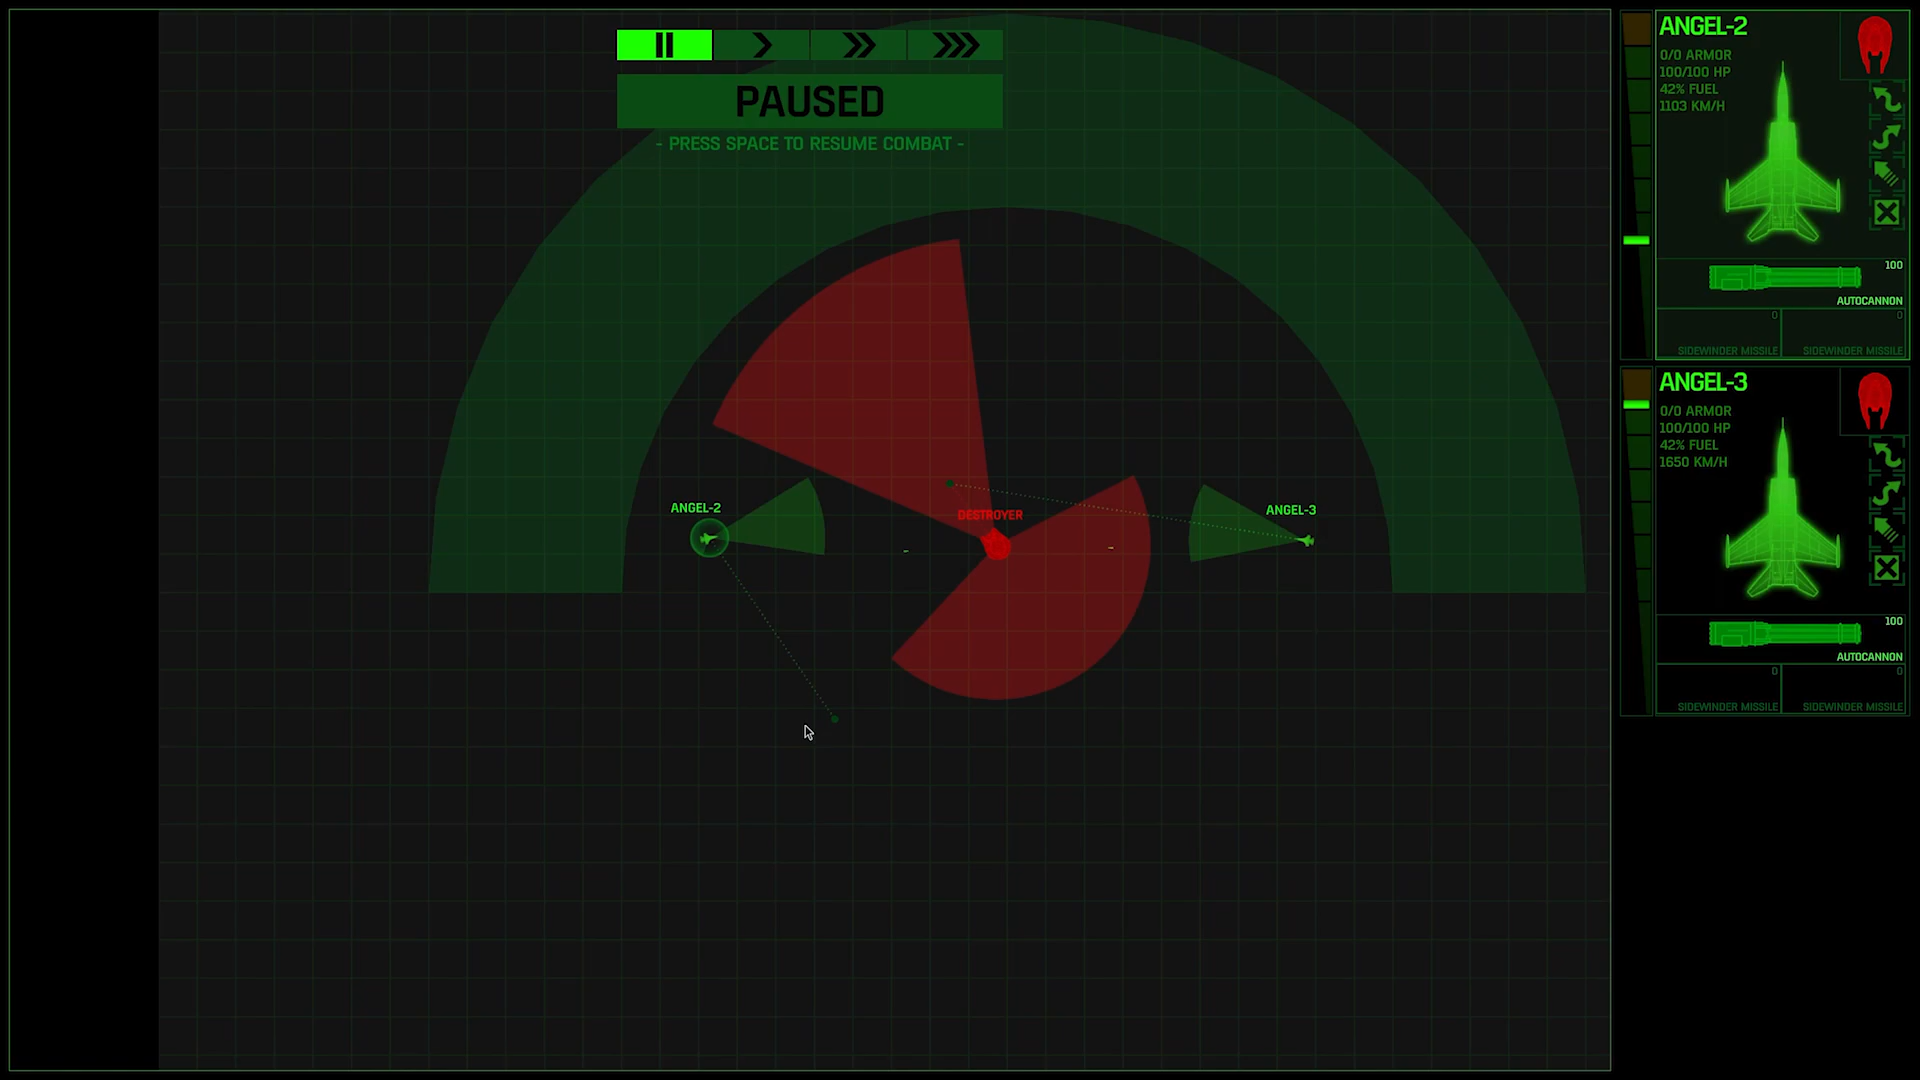 PAUSED
- PRESS SPACE TO RESUME COMBAT -
ANGEL-2
DESTROYER
ANGEL-3
ANGEL-2
0/0 ARMOR
100/100 HP
42% FUEL
1103 KM/H
100
AUTOCANNON
0 0
SIDEWINDER MISSILE SIDEWINDER MISSILE
ANGEL-3
0/0 ARMOR
100/100 HP
42% FUEL
1650 KM/H
100
AUTOCANNON
0 0
SIDEWINDER MISSILE SIDEWINDER MISSILE